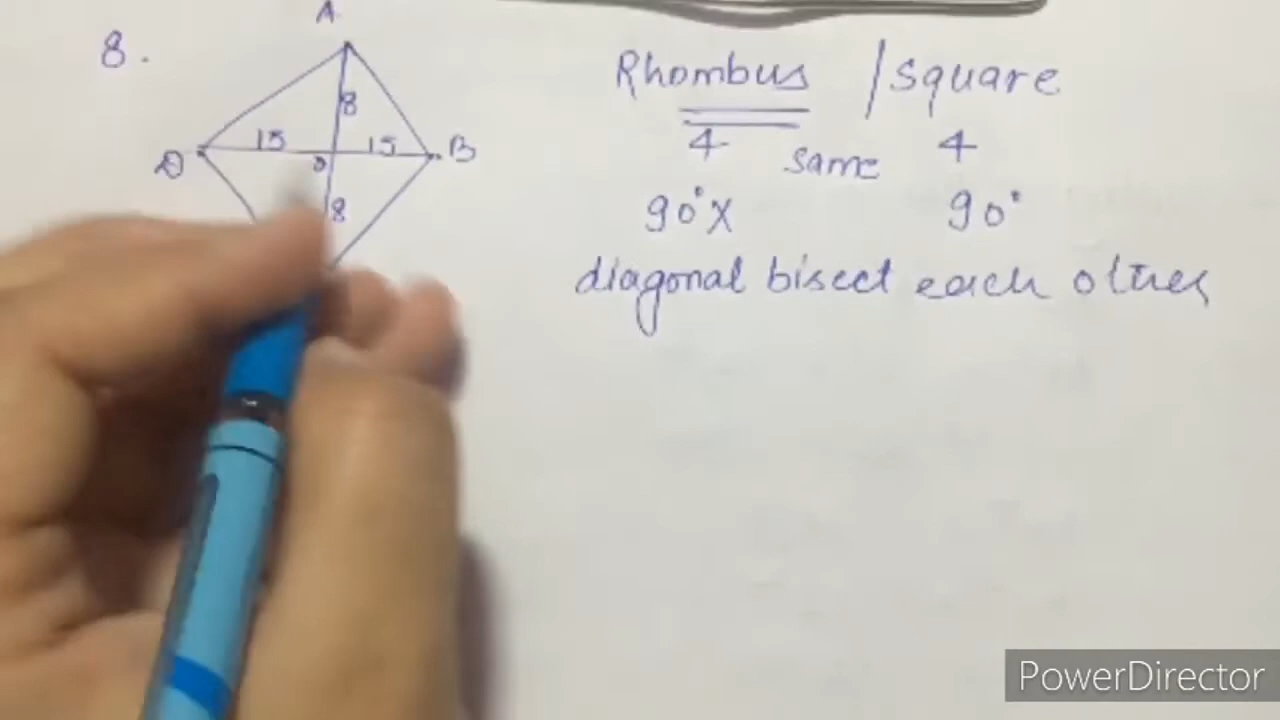 8.
A
8
15
15
D
O
B
8
Rhombus / square
4 same 4
90°X 90°
diagonal bisect each other
PowerDirector